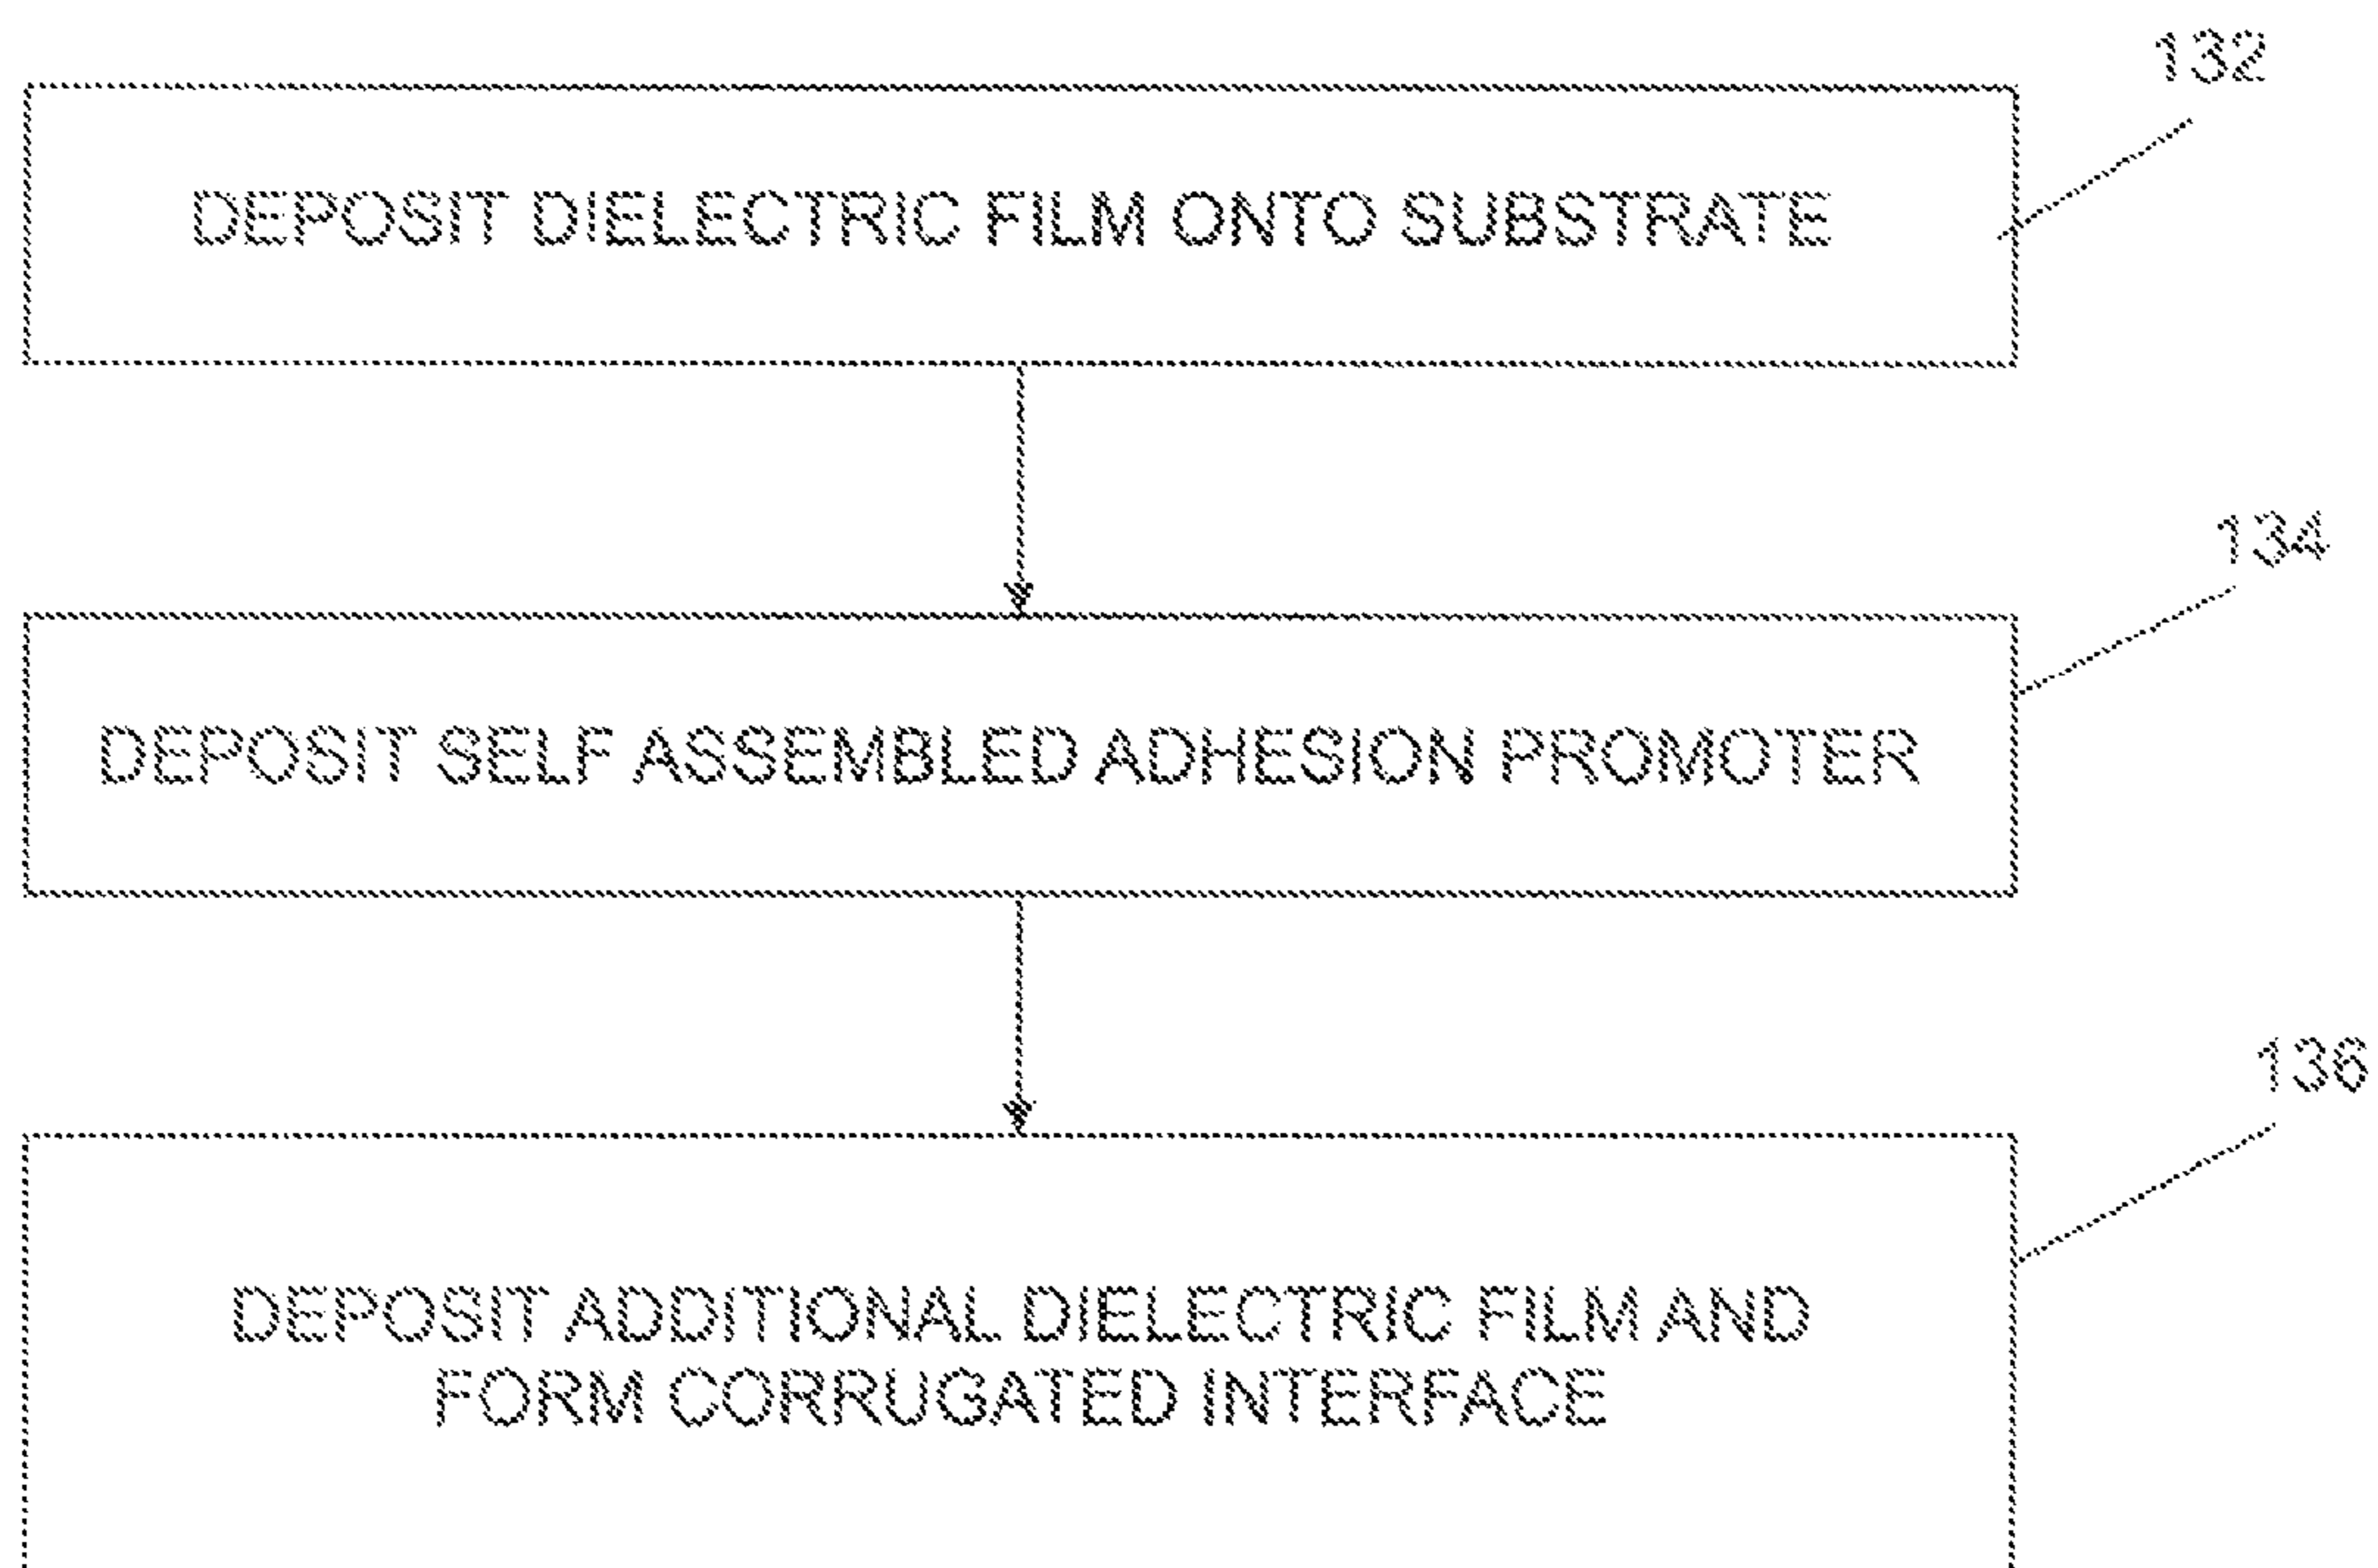 132
DEPOSIT DIELECTRIC FILM ONTO SUBSTRATE
134
DEPOSIT SELF ASSEMBLED ADHESION PROMOTER
136
DEPOSIT ADDITIONAL DIELECTRIC FILM AND
FORM CORRUGATED INTERFACE